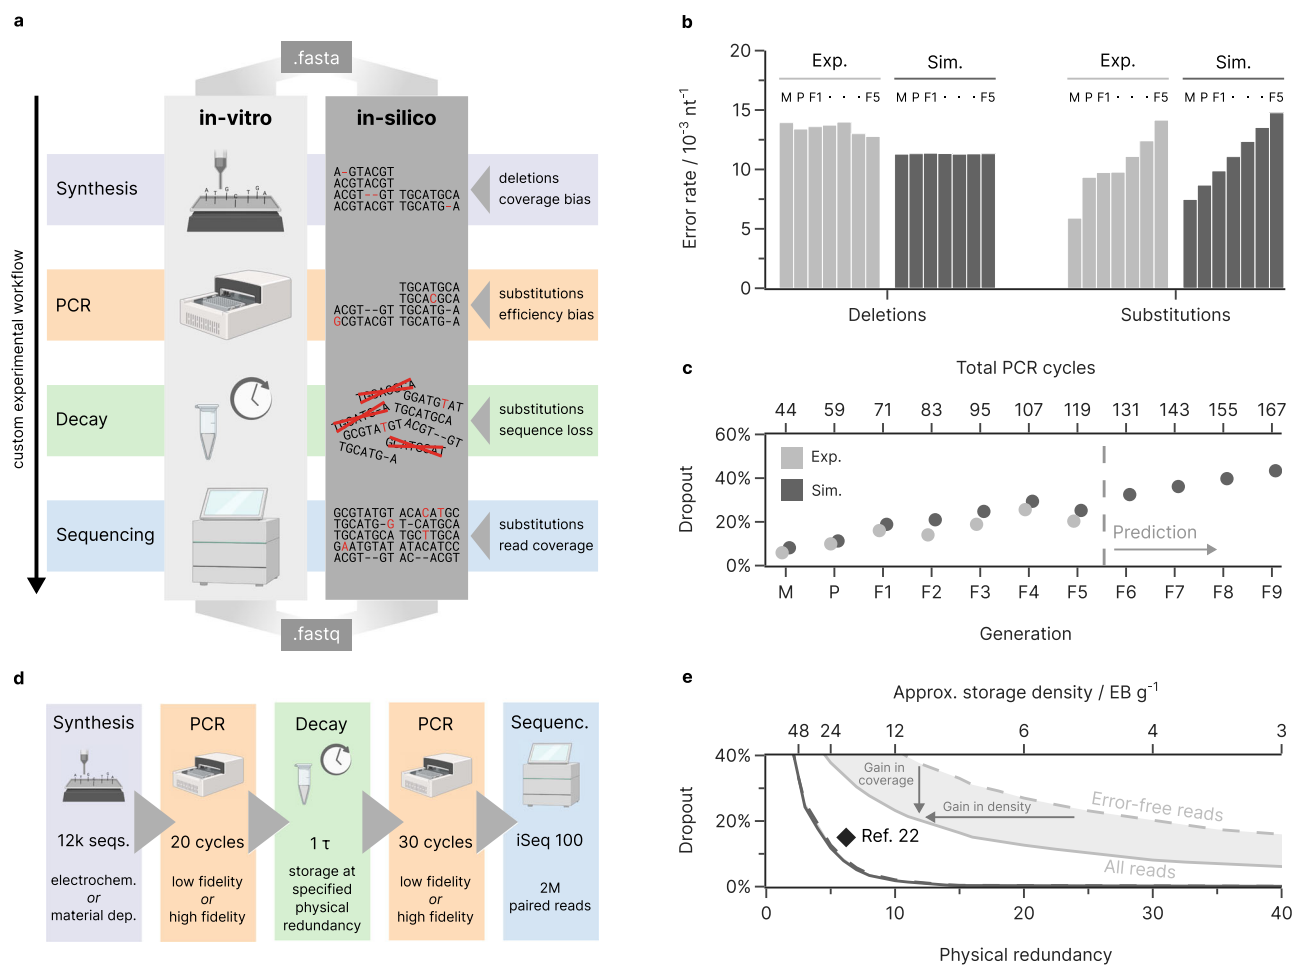 a
.fasta
in-vitro
in-silico
custom experimental workflow
Synthesis
A T G C T G A
A-GTACGT
ACGTACGT
ACGT--GT TGCATGCA
ACGTACGT TGCATG-A
deletions
coverage bias
PCR
TGCATGCA
TGCACGCA
ACGT--GT TGCATG-A
GCGTACGT TGCATG-A
substitutions
efficiency bias
Decay
GGATGTAT
TGCATGCA
GCGTATGT
ACGT--GT
TGCATG-A
substitutions
sequence loss
Sequencing
GCGTATGT ACACATGC
TGCATG-G T-CATGCA
TGCATGCA TGCTTGCA
GAATGTAT ATACATCC
ACGT--GT AC--ACGT
substitutions
read coverage
.fastq
b
Error rate / 10⁻³ nt⁻¹
20
15
10
5
0
Exp.
Sim.
Exp.
Sim.
M P F1 · · · F5
M P F1 · · · F5
M P F1 · · · F5
M P F1 · · · F5
Deletions
Substitutions
c
Total PCR cycles
44 59 71 83 95 107 119 131 143 155 167
Dropout
60%
40%
20%
0%
Exp.
Sim.
Prediction
M P F1 F2 F3 F4 F5 F6 F7 F8 F9
Generation
d
Synthesis
12k seqs.
electrochem.
or
material dep.
PCR
20 cycles
low fidelity
or
high fidelity
Decay
1 τ
storage at
specified
physical
redundancy
PCR
30 cycles
low fidelity
or
high fidelity
Sequenc.
iSeq 100
2M
paired reads
e
Approx. storage density / EB g⁻¹
48 24 12 6 4 3
Dropout
40%
20%
0%
Gain in
coverage
Gain in density
Error-free reads
All reads
Ref. 22
0 10 20 30 40
Physical redundancy